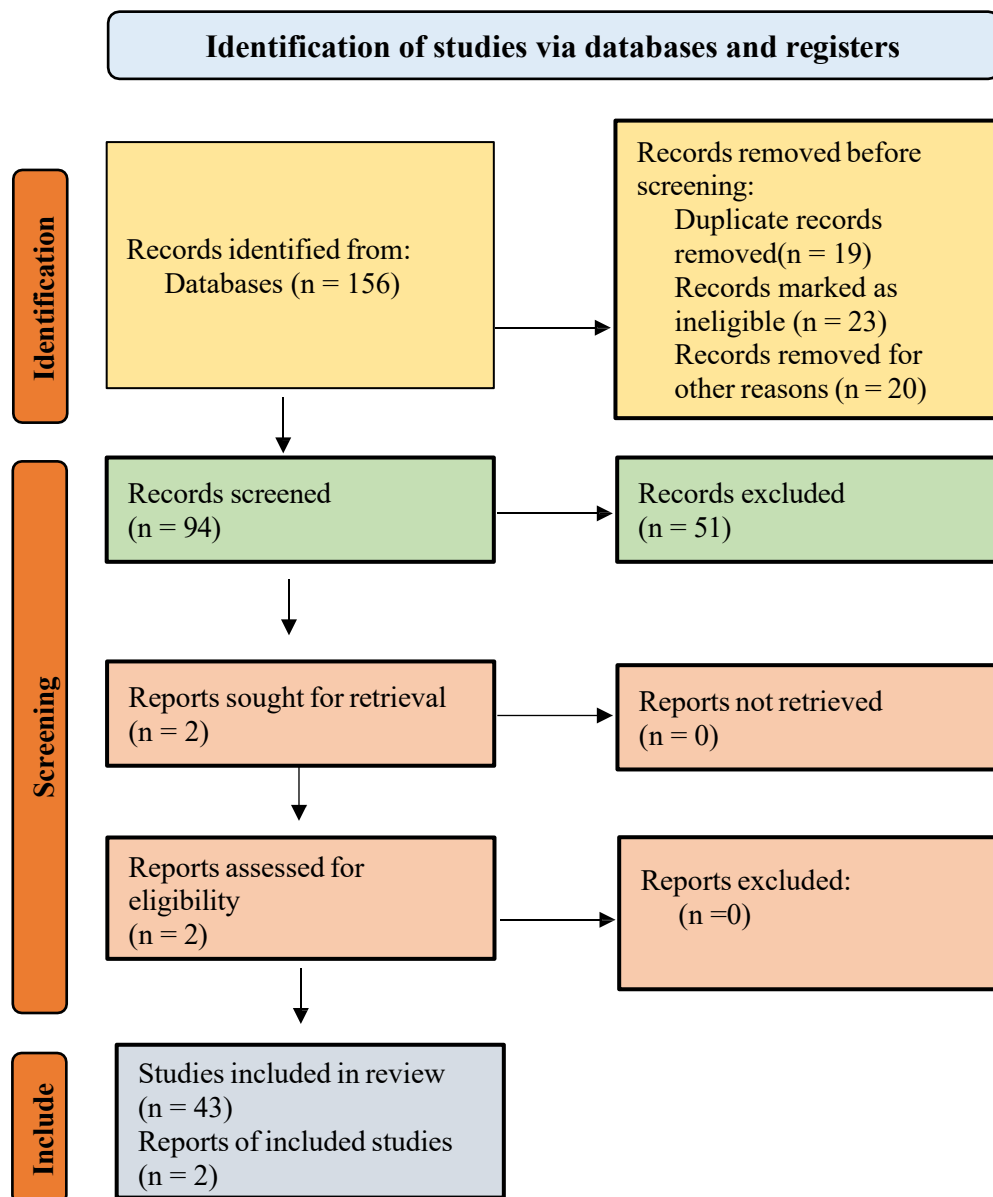 Identification of studies via databases and registers
Identification
Records identified from:
Databases (n = 156)
Records removed before
screening:
Duplicate records
removed(n = 19)
Records marked as
ineligible (n = 23)
Records removed for
other reasons (n = 20)
Screening
Records screened
(n = 94)
Records excluded
(n = 51)
Reports sought for retrieval
(n = 2)
Reports not retrieved
(n = 0)
Reports assessed for
eligibility
(n = 2)
Reports excluded:
(n =0)
Include
Studies included in review
(n = 43)
Reports of included studies
(n = 2)